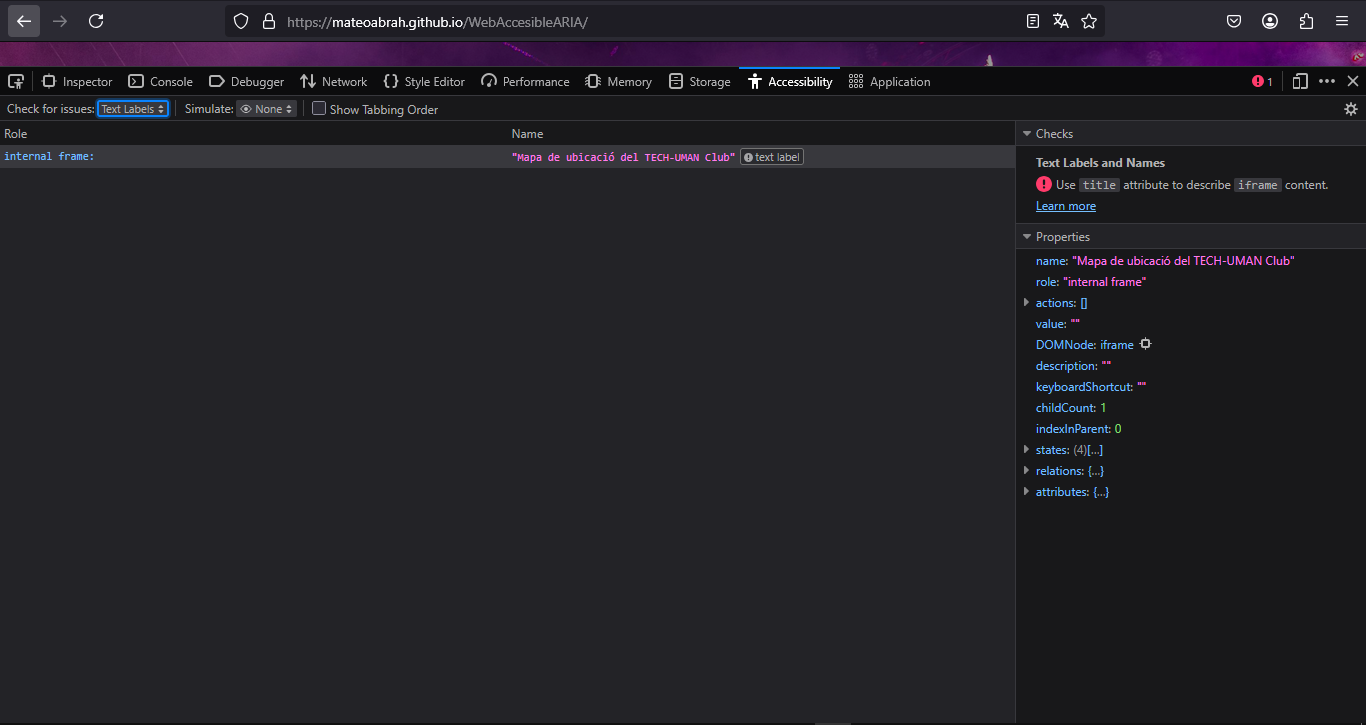 https://mateoabrah.github.io/WebAccesibleARIA/
Inspector Console Debugger Network Style Editor Performance Memory Storage Accessibility Application 1
Check for issues: Text Labels Simulate: None Show Tabbing Order
Role Name Checks
internal frame: "Mapa de ubicació del TECH-UMAN Club" text label
Text Labels and Names
Use title attribute to describe iframe content.
Learn more
Properties
name: "Mapa de ubicació del TECH-UMAN Club"
role: "internal frame"
actions: []
value: ""
DOMNode: iframe
description: ""
keyboardShortcut: ""
childCount: 1
indexInParent: 0
states: (4)[…]
relations: {…}
attributes: {…}